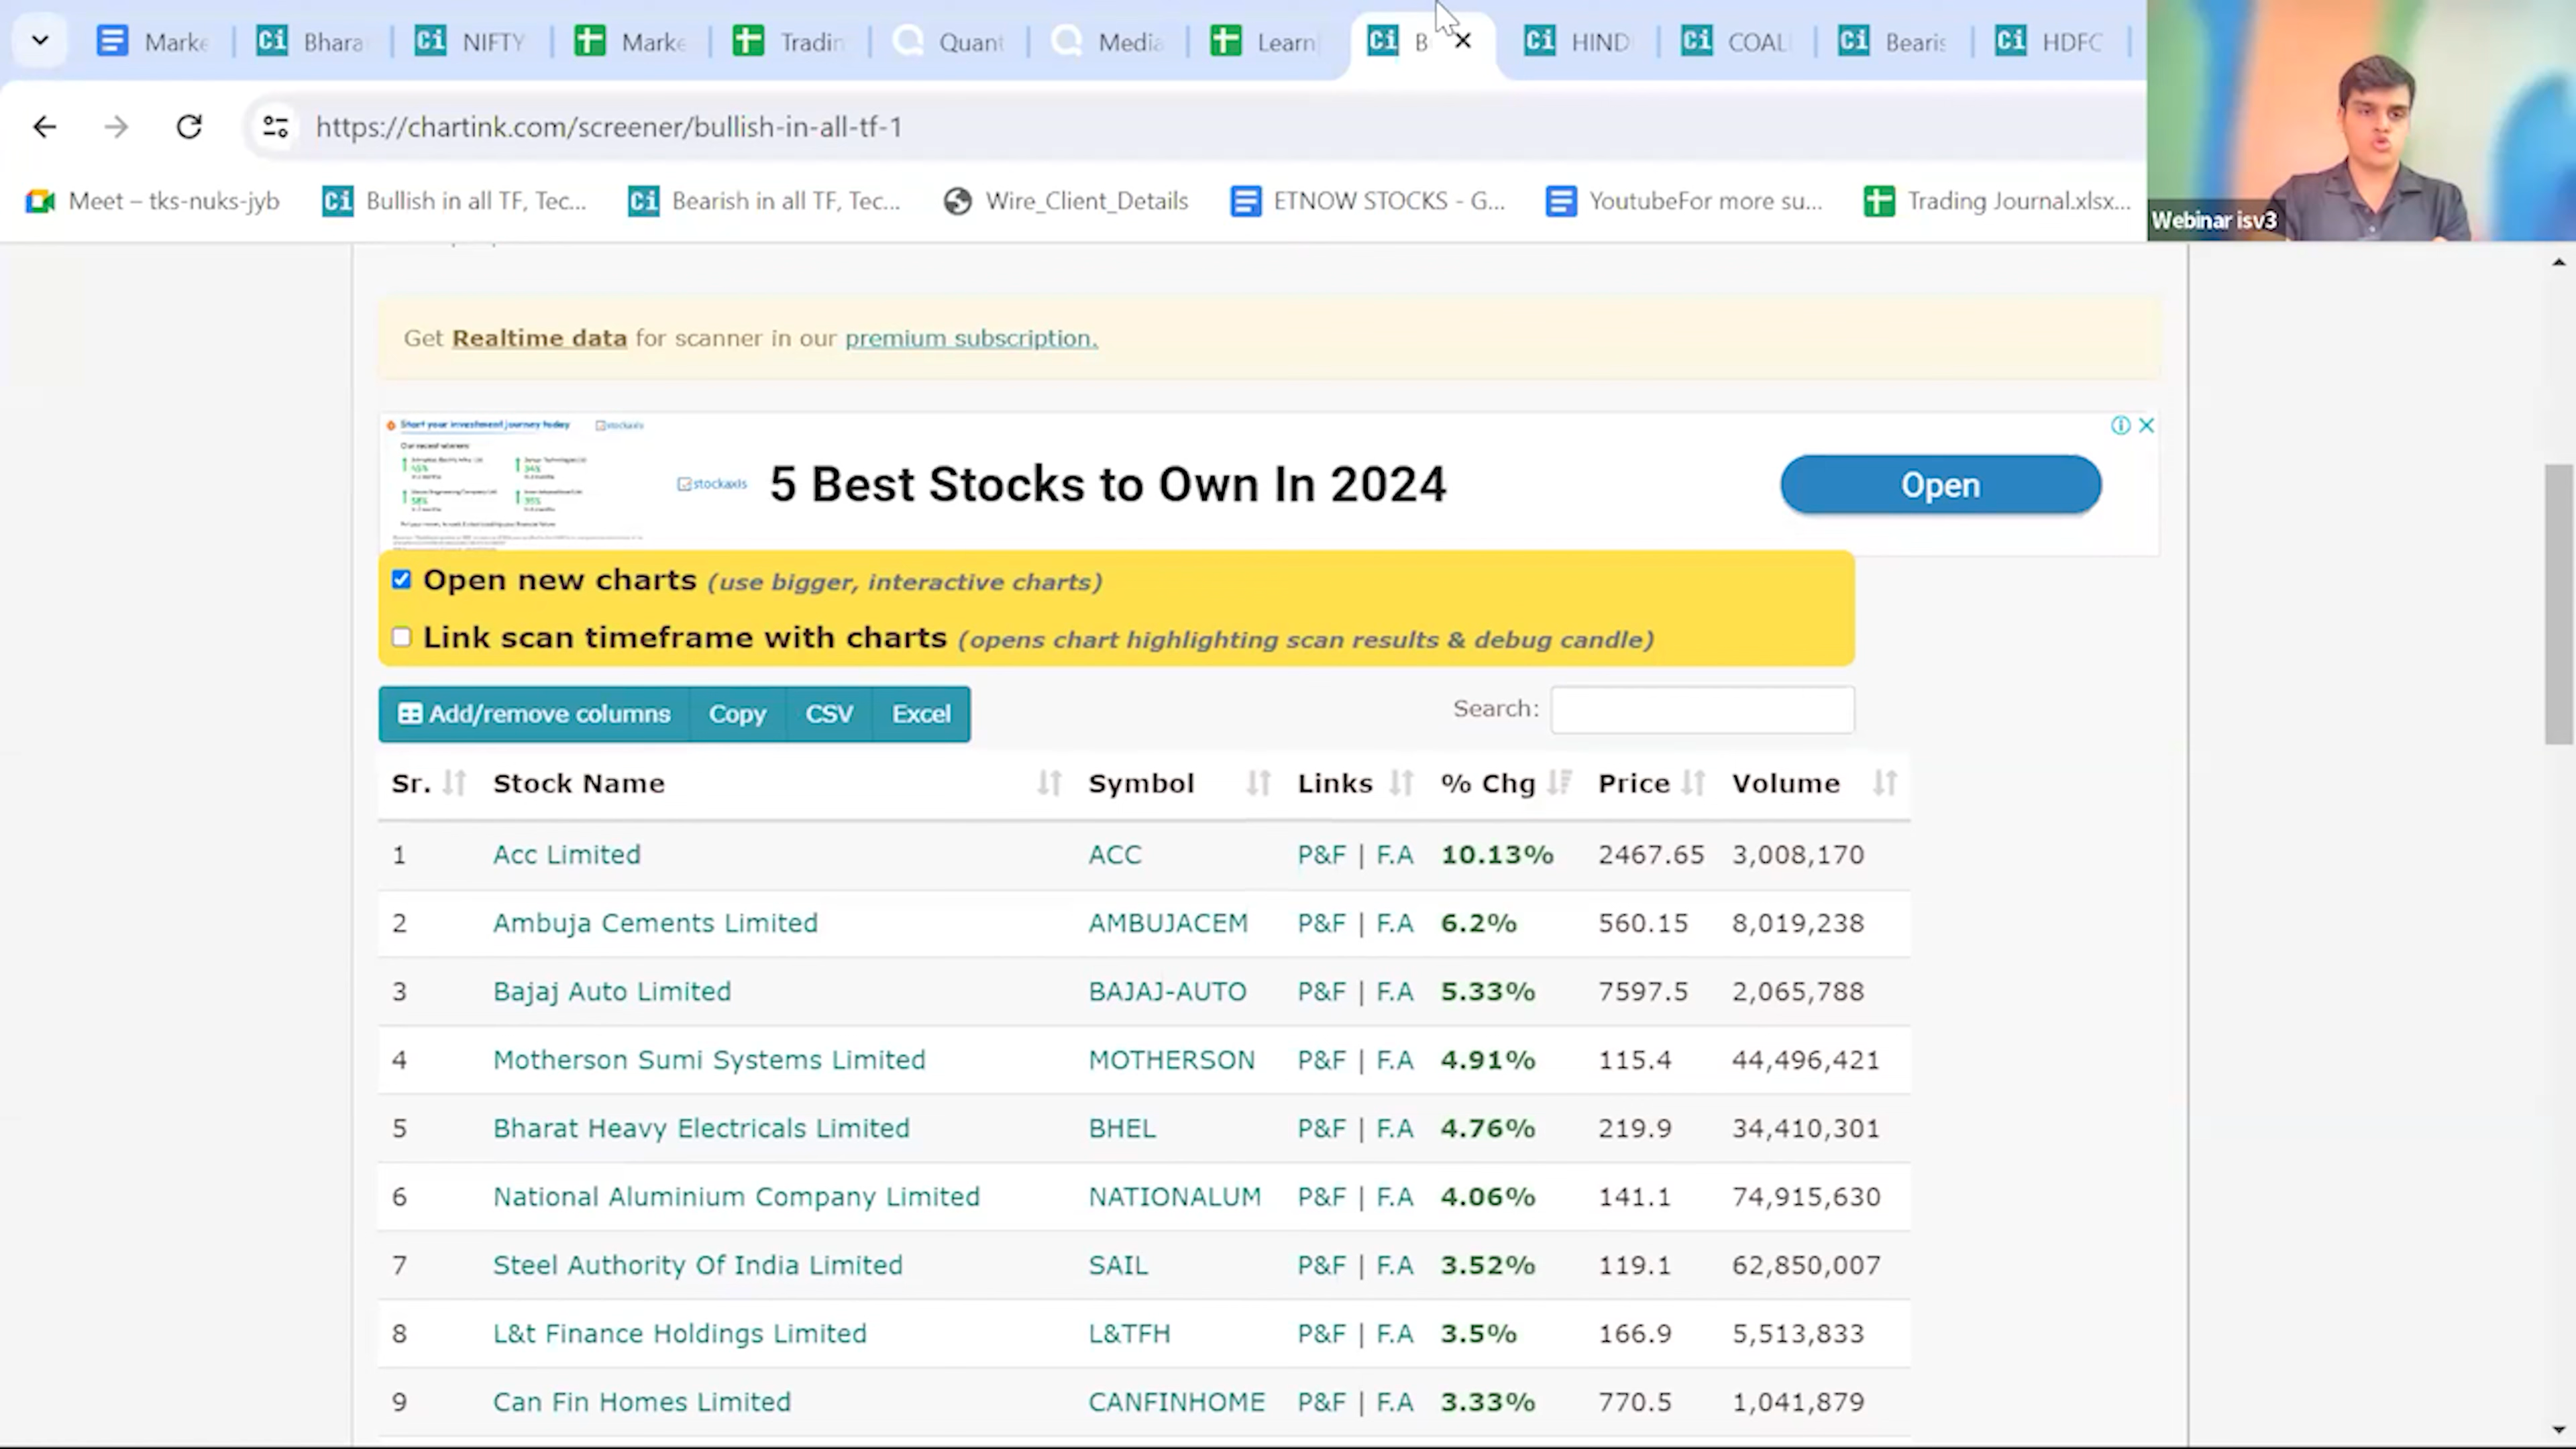 Marke Bhara NIFTY Marke Tradin Quant Media Learn B HIND COAL Bearis HDFC
https://chartink.com/screener/bullish-in-all-tf-1
Meet – tks-nuks-jyb Bullish in all TF, Tec... Bearish in all TF, Tec... Wire_Client_Details ETNOW STOCKS - G... YoutubeFor more su... Trading Journal.xlsx...
Webinar isv3
Get Realtime data for scanner in our premium subscription.
Start your investment journey today stockaxis
stockaxis 5 Best Stocks to Own In 2024 Open
Open new charts (use bigger, interactive charts)
Link scan timeframe with charts (opens chart highlighting scan results & debug candle)
Add/remove columns Copy CSV Excel Search:
Sr. Stock Name Symbol Links % Chg Price Volume
1 Acc Limited ACC P&F | F.A 10.13% 2467.65 3,008,170
2 Ambuja Cements Limited AMBUJACEM P&F | F.A 6.2% 560.15 8,019,238
3 Bajaj Auto Limited BAJAJ-AUTO P&F | F.A 5.33% 7597.5 2,065,788
4 Motherson Sumi Systems Limited MOTHERSON P&F | F.A 4.91% 115.4 44,496,421
5 Bharat Heavy Electricals Limited BHEL P&F | F.A 4.76% 219.9 34,410,301
6 National Aluminium Company Limited NATIONALUM P&F | F.A 4.06% 141.1 74,915,630
7 Steel Authority Of India Limited SAIL P&F | F.A 3.52% 119.1 62,850,007
8 L&t Finance Holdings Limited L&TFH P&F | F.A 3.5% 166.9 5,513,833
9 Can Fin Homes Limited CANFINHOME P&F | F.A 3.33% 770.5 1,041,879